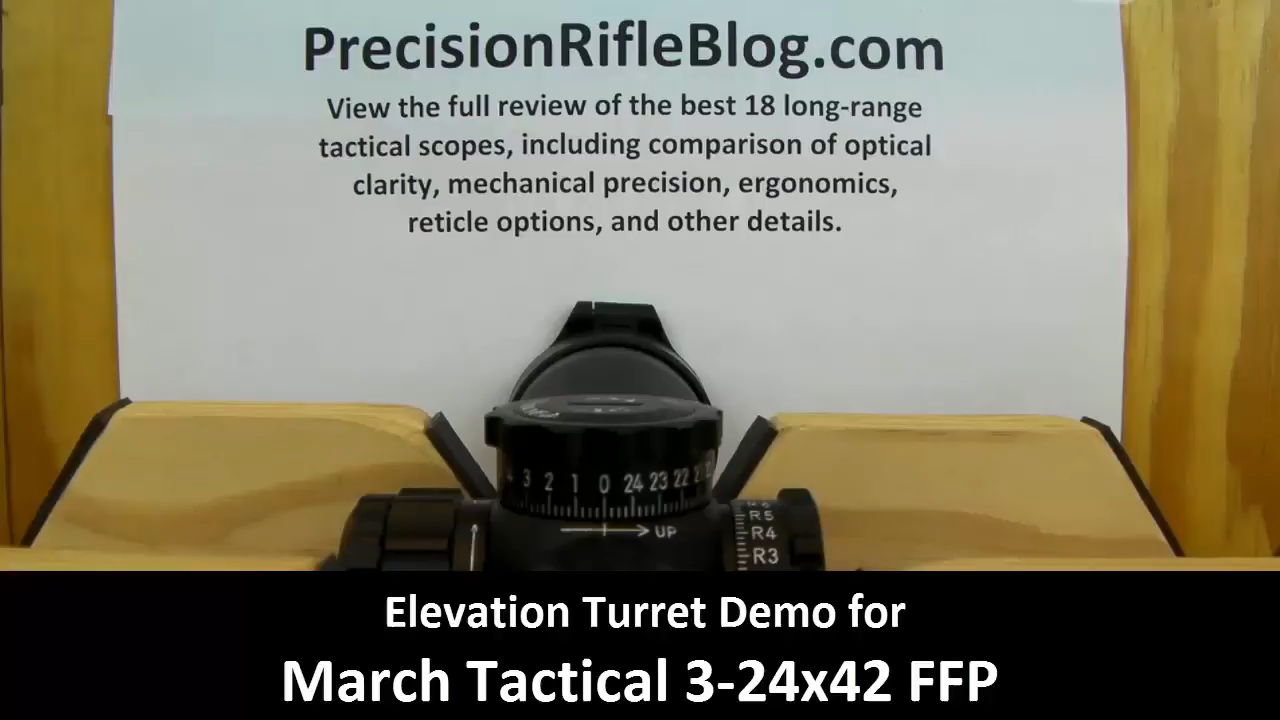 PrecisionRifleBlog.com
View the full review of the best 18 long-range
tactical scopes, including comparison of optical
clarity, mechanical precision, ergonomics,
reticle options, and other details.
3 2 1 0 24 23 22
UP
R5
R4
R3
Elevation Turret Demo for
March Tactical 3-24x42 FFP